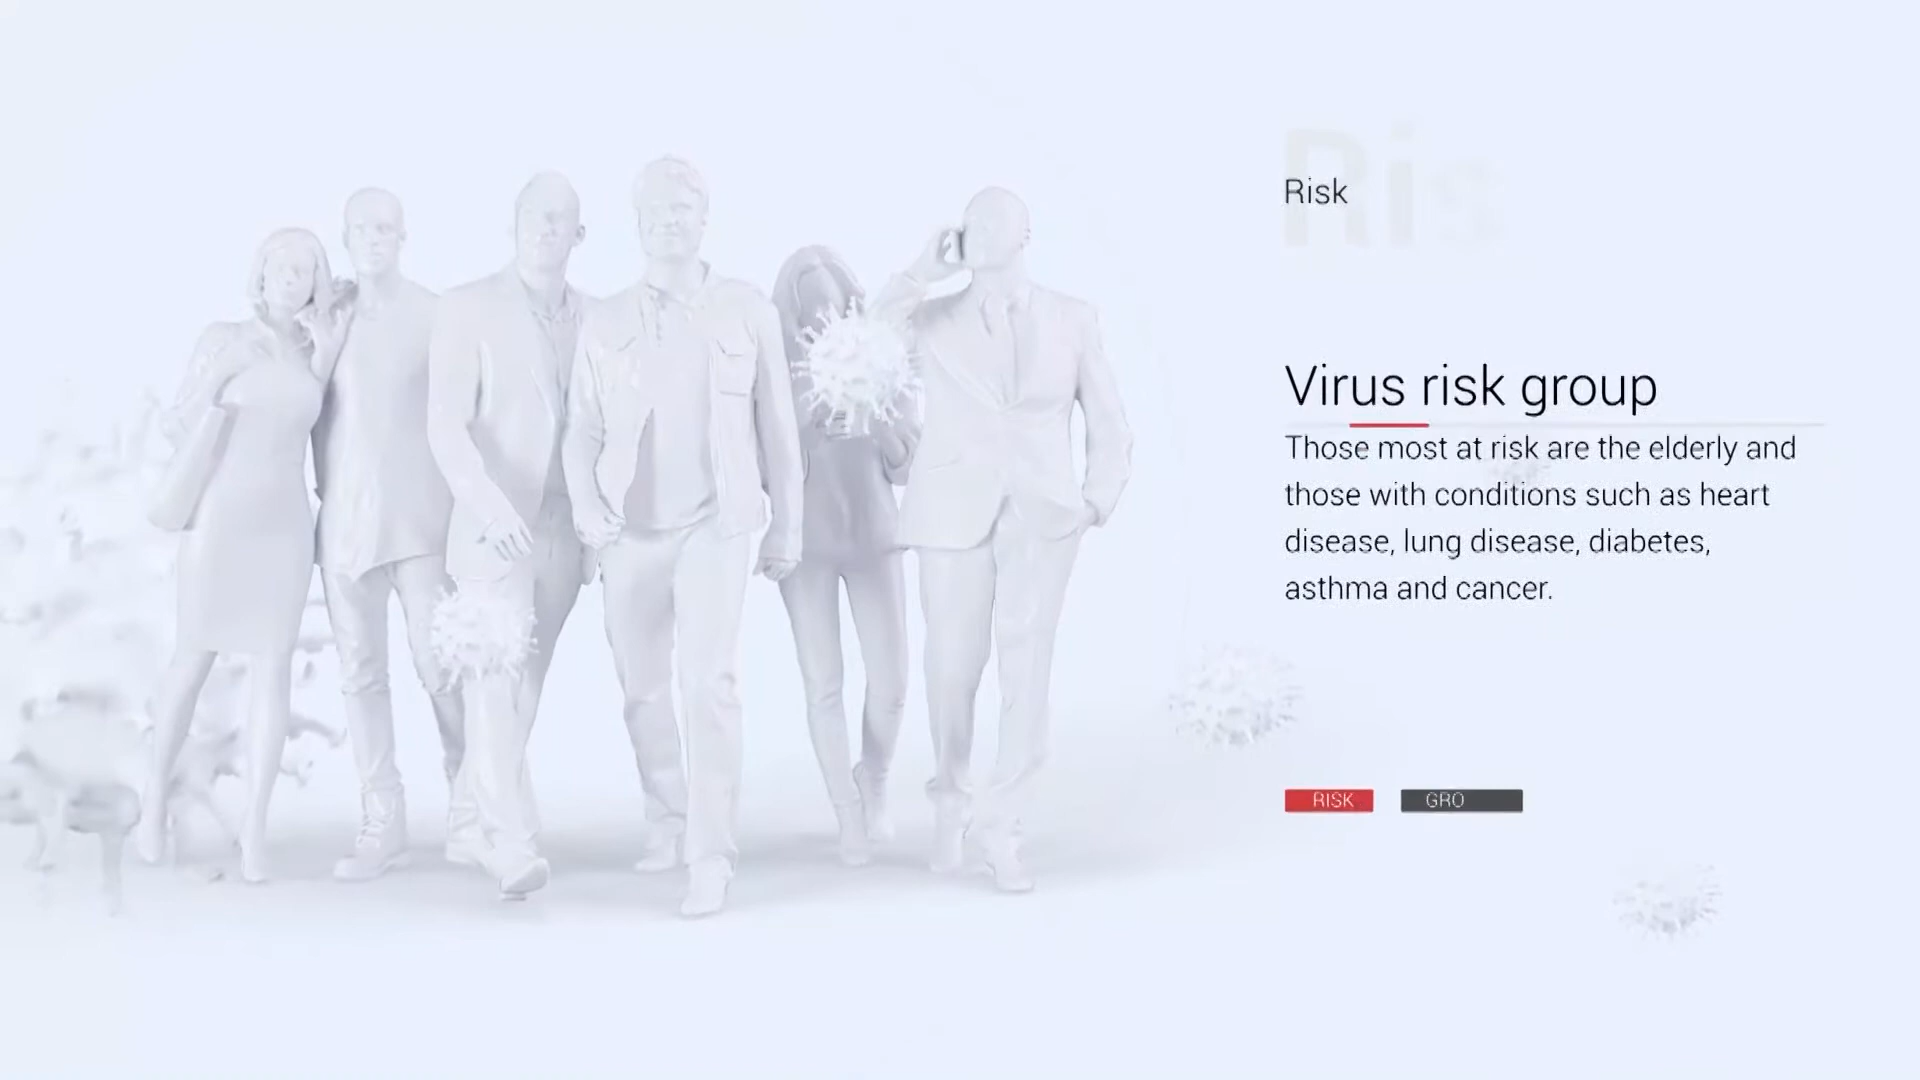 Ris
Risk
Virus risk group
Those most at risk are the elderly and
those with conditions such as heart
disease, lung disease, diabetes,
asthma and cancer.
RISK GRO